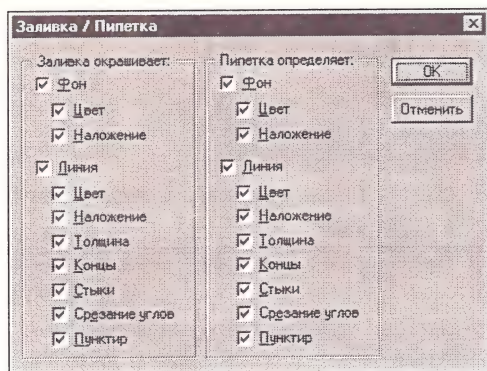 Заливка / Пипетка
Заливка окрашивает:
Фон
Цвет
Наложение
Линия
Цвет
Наложение
Толщина
Концы
Стыки
Срезание углов
Пунктир
Пипетка определяет:
Фон
Цвет
Наложение
Линия
Цвет
Наложение
Толщина
Концы
Стыки
Срезание углов
Пунктир
OK
Отменить